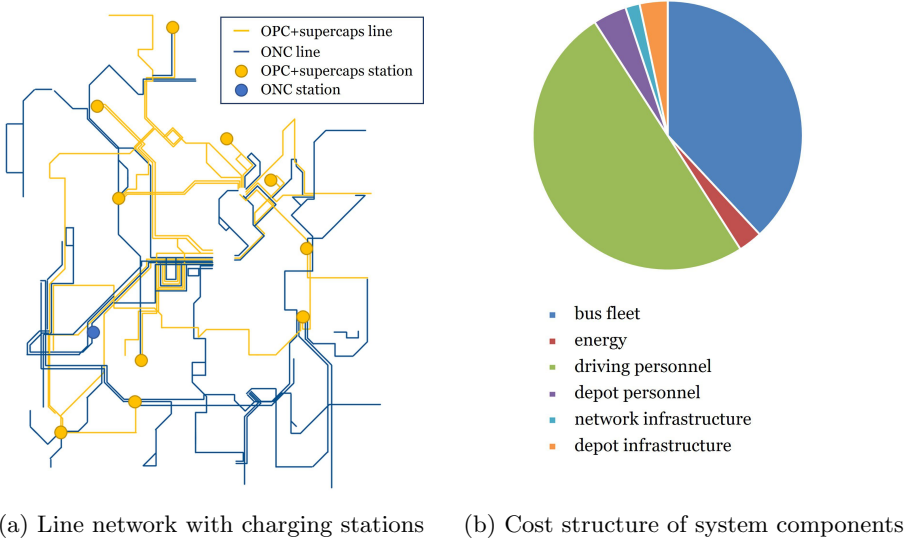 OPC+supercaps line
ONC line
OPC+supercaps station
ONC station
bus fleet
energy
driving personnel
depot personnel
network infrastructure
depot infrastructure
(a) Line network with charging stations
(b) Cost structure of system components